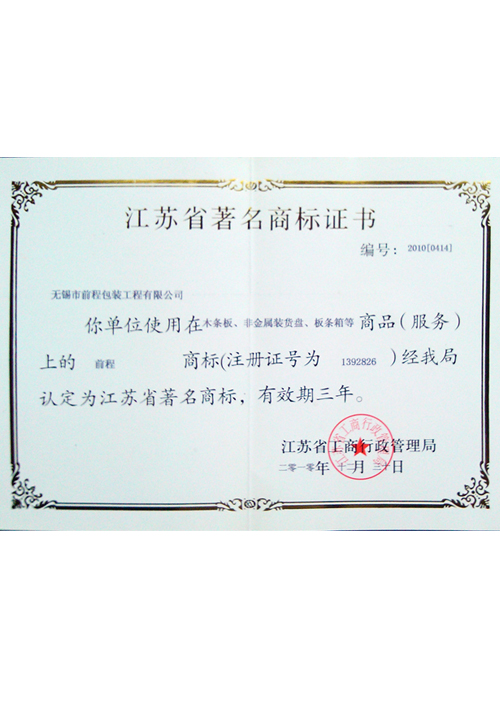 江苏省著名商标证书
编号：2010[0414]
无锡市前程包装工程有限公司
你单位使用在木条板、非金属装货盘、板条箱等 商品（服务）
上的 前程 商标(注册证号为 1392826 )经我局
认定为江苏省著名商标，有效期三年。
江苏省工商行政管理局
二零一零年 十二月 三十日